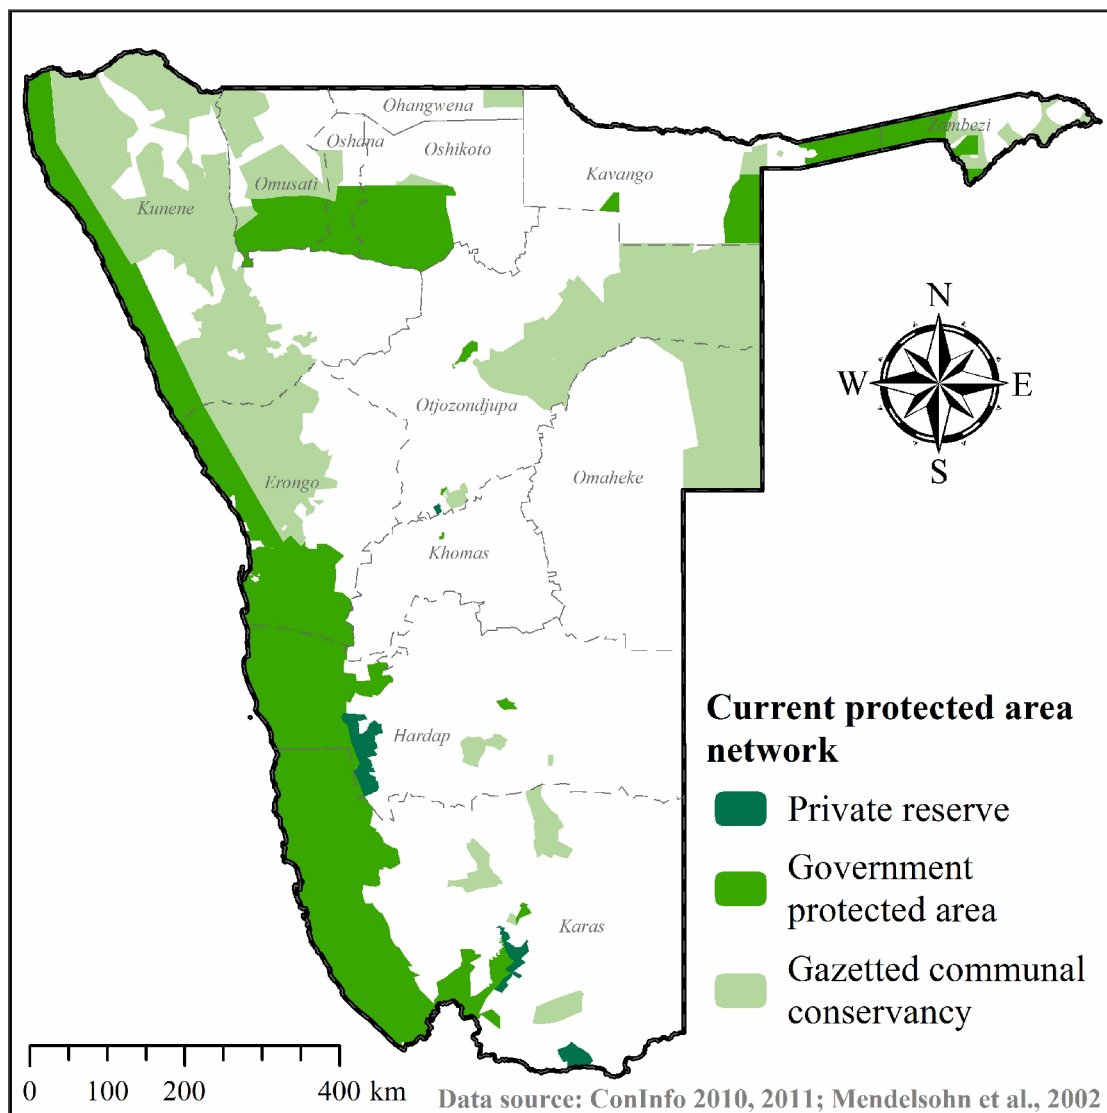 Ohangwena
Oshana
Oshikoto
Zambezi
Kavango
Omusati
Kunene
N
W
E
S
Otjozondjupa
Omaheke
Erongo
Khomas
Hardap
Karas
Current protected area
network
Private reserve
Government
protected area
Gazetted communal
conservancy
0 100 200 400 km
Data source: ConInfo 2010, 2011; Mendelsohn et al., 2002